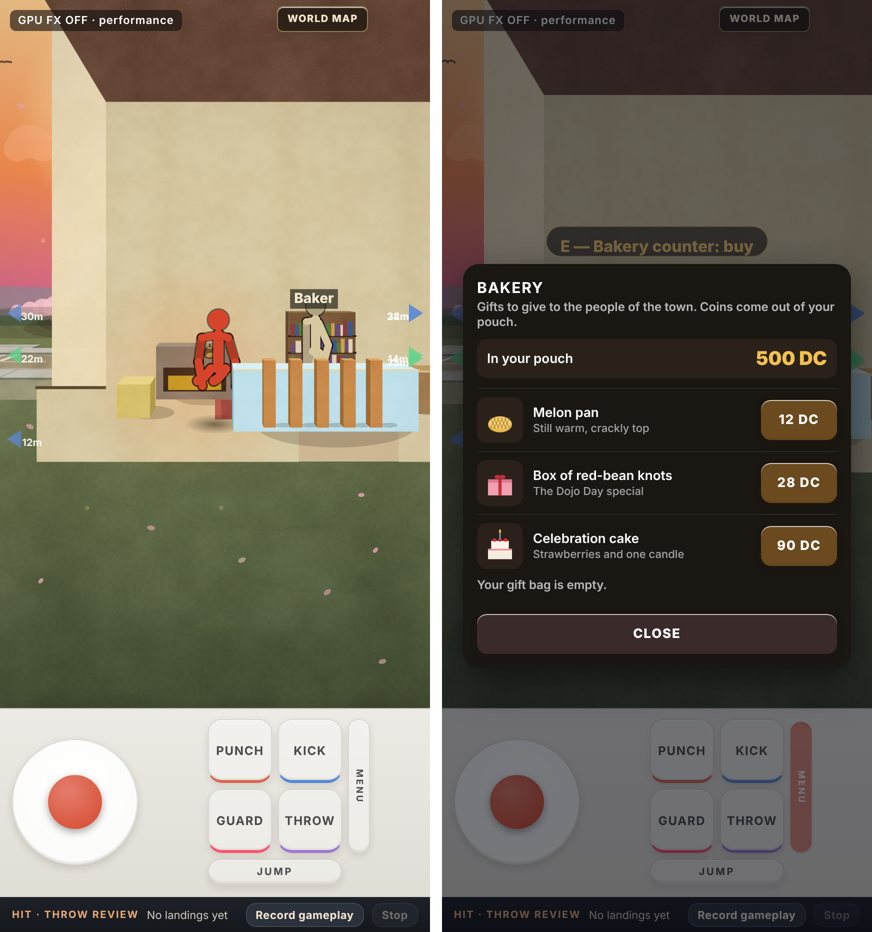 GPU FX OFF · performance
WORLD MAP
Baker
30m
22m
22m
12m
PUNCH
KICK
MENU
GUARD
THROW
JUMP
HIT · THROW REVIEW
No landings yet
Record gameplay
Stop
GPU FX OFF · performance
WORLD MAP
E — Bakery counter: buy
BAKERY
Gifts to give to the people of the town. Coins come out of your
pouch.
In your pouch
500 DC
Melon pan
Still warm, crackly top
12 DC
Box of red-bean knots
The Dojo Day special
28 DC
Celebration cake
Strawberries and one candle
90 DC
Your gift bag is empty.
CLOSE
PUNCH
KICK
MENU
GUARD
THROW
JUMP
HIT · THROW REVIEW
No landings yet
Record gameplay
Stop